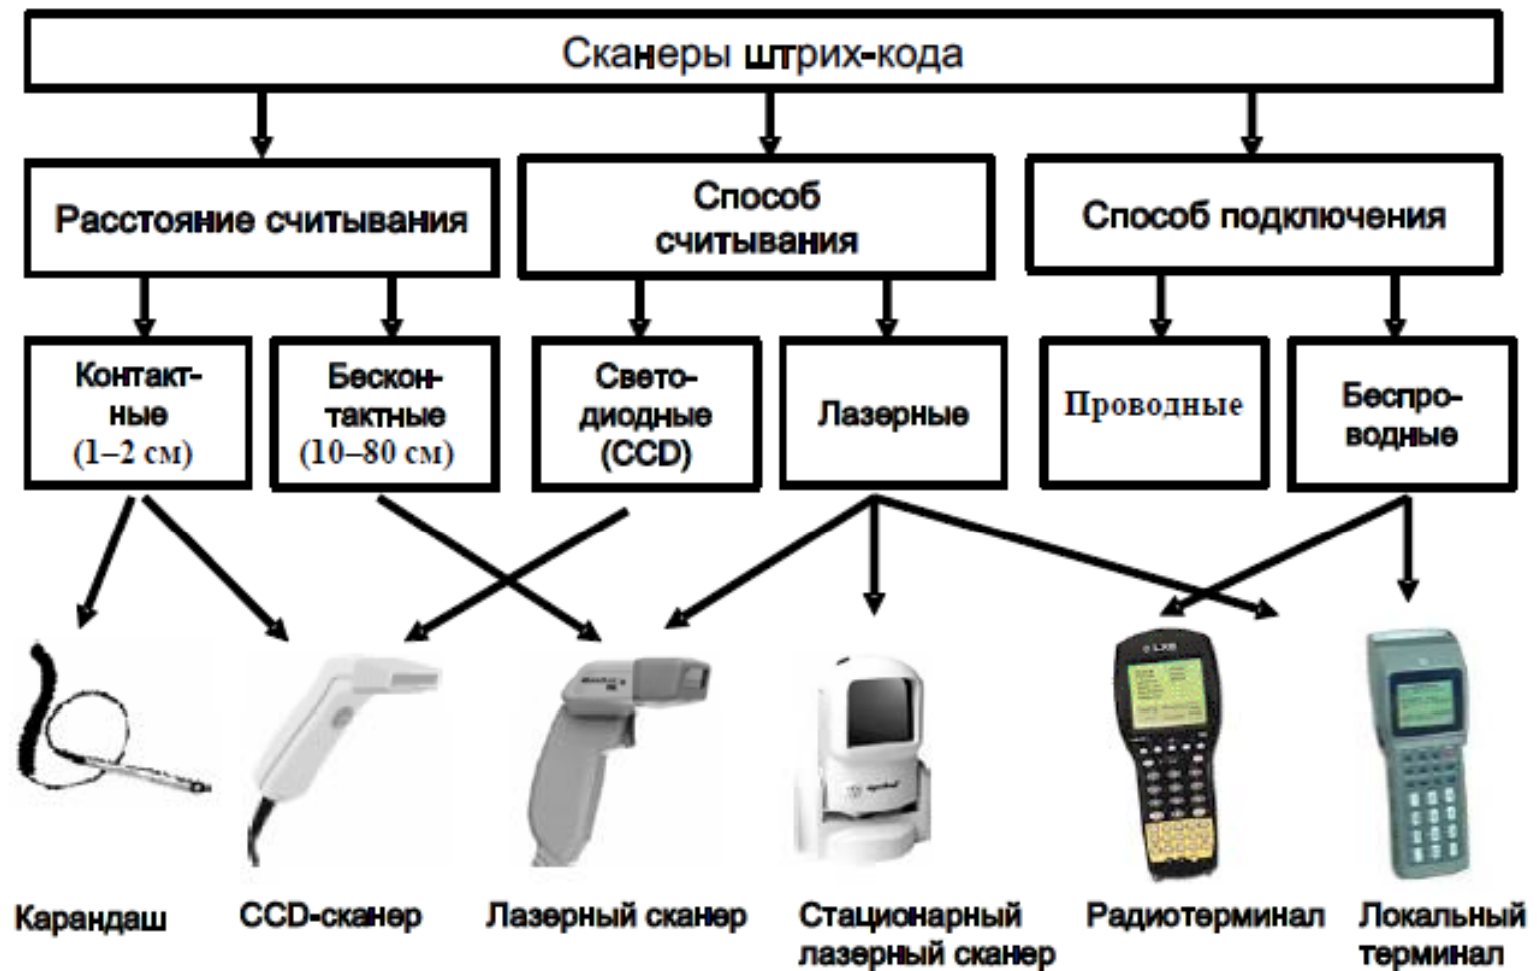 Сканеры штрих-кода
Расстояние считывания
Способ
считывания
Способ подключения
Контакт-
ные
(1–2 см)
Бескон-
тактные
(10–80 см)
Свето-
диодные
(CCD)
Лазерные
Проводные
Беспро-
водные
Карандаш
CCD-сканер
Лазерный сканер
Стационарный
лазерный сканер
Радиотерминал
Локальный
терминал